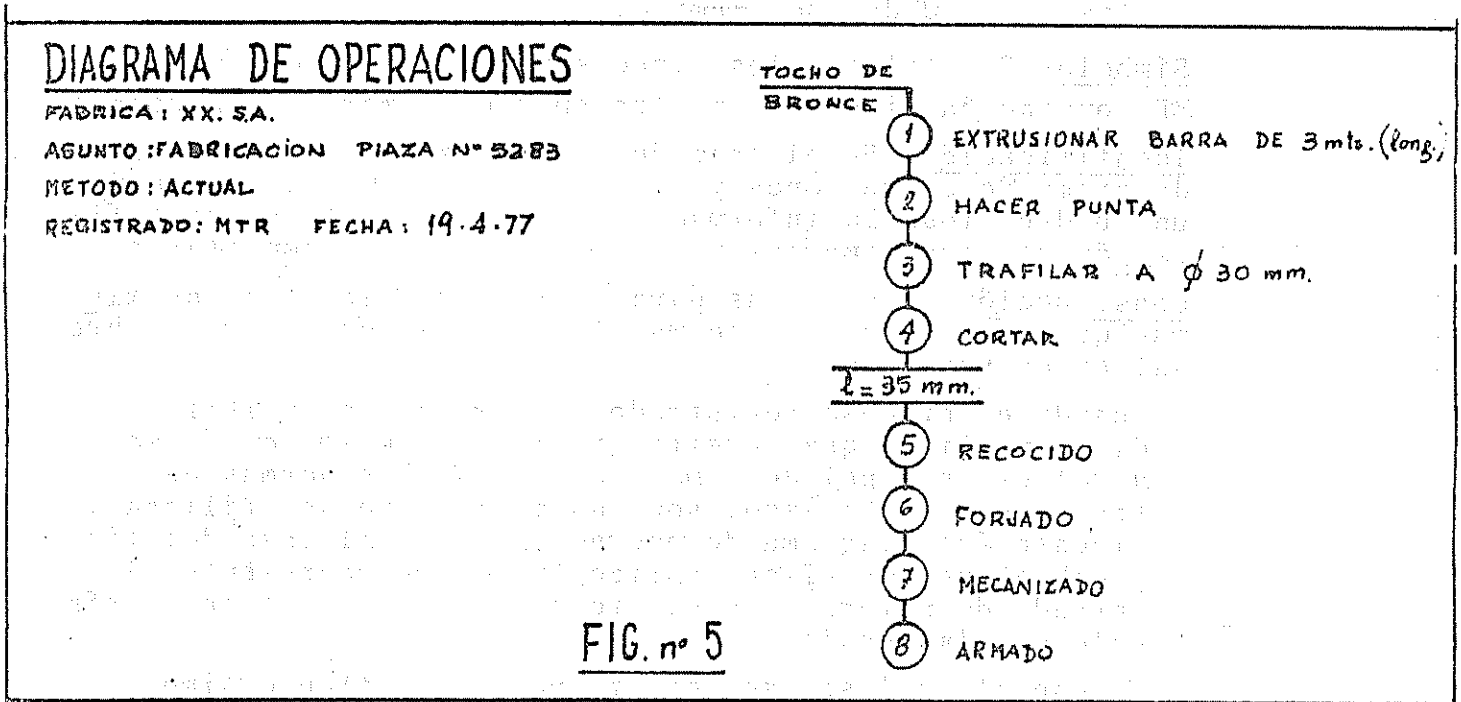 DIAGRAMA DE OPERACIONES
FABRICA: XX. S.A.
ASUNTO: FABRICACION PIAZA Nº 5283
METODO: ACTUAL
REGISTRADO: MTR FECHA: 19.4.77
TOCHO DE
BRONCE
1 EXTRUSIONAR BARRA DE 3 mts. (long.)
2 HACER PUNTA
3 TRAFILAR A ϕ 30 mm.
4 CORTAR
l = 35 mm.
5 RECOCIDO
6 FORJADO
7 MECANIZADO
8 ARMADO
FIG. nº 5